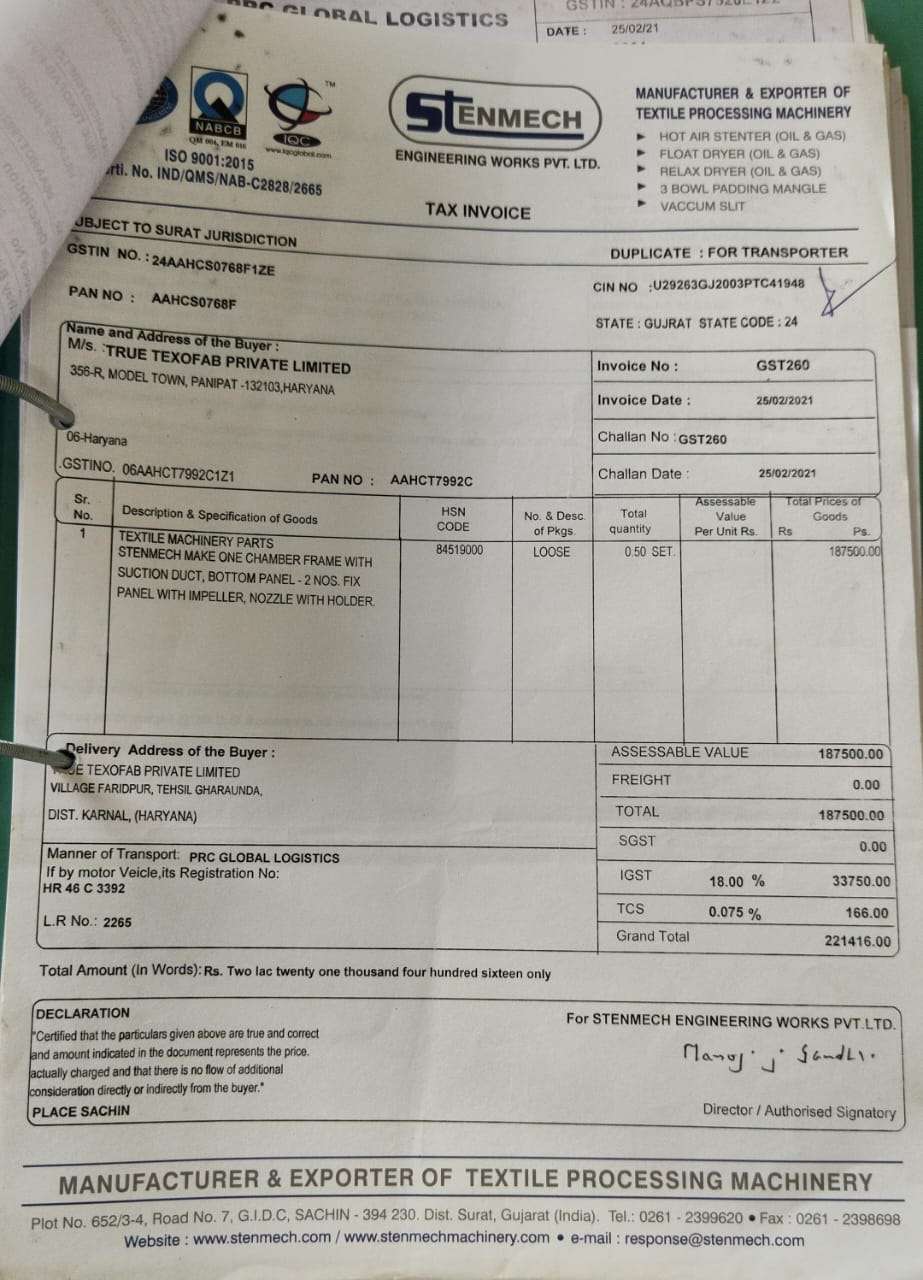 PRC GLOBAL LOGISTICS
DATE : 25/02/21
NABCB
QM 004, EM 016
TM
IQC
www.iqcglobal.com
ISO 9001:2015
rti. No. IND/QMS/NAB-C2828/2665
STENMECH
ENGINEERING WORKS PVT. LTD.
MANUFACTURER & EXPORTER OF
TEXTILE PROCESSING MACHINERY
► HOT AIR STENTER (OIL & GAS)
► FLOAT DRYER (OIL & GAS)
► RELAX DRYER (OIL & GAS)
► 3 BOWL PADDING MANGLE
► VACCUM SLIT
TAX INVOICE
UBJECT TO SURAT JURISDICTION
DUPLICATE : FOR TRANSPORTER
GSTIN NO. : 24AAHCS0768F1ZE
CIN NO :U29263GJ2003PTC41948
PAN NO : AAHCS0768F
STATE : GUJRAT STATE CODE : 24
Name and Address of the Buyer :
M/s. :TRUE TEXOFAB PRIVATE LIMITED
356-R, MODEL TOWN, PANIPAT -132103,HARYANA
06-Haryana
.GSTINO. 06AAHCT7992C1Z1 PAN NO : AAHCT7992C
Invoice No : GST260
Invoice Date : 25/02/2021
Challan No : GST260
Challan Date : 25/02/2021
Sr. No. Description & Specification of Goods HSN CODE No. & Desc. of Pkgs. Total quantity Assessable Value Per Unit Rs. Total Prices of Goods Rs Ps.
1 TEXTILE MACHINERY PARTS 84519000 LOOSE 0.50 SET. 187500.00
STENMECH MAKE ONE CHAMBER FRAME WITH
SUCTION DUCT, BOTTOM PANEL - 2 NOS. FIX
PANEL WITH IMPELLER, NOZZLE WITH HOLDER.
Delivery Address of the Buyer :
TRUE TEXOFAB PRIVATE LIMITED
VILLAGE FARIDPUR, TEHSIL GHARAUNDA,
DIST. KARNAL, (HARYANA)
Manner of Transport: PRC GLOBAL LOGISTICS
If by motor Veicle,its Registration No:
HR 46 C 3392
L.R No.: 2265
ASSESSABLE VALUE 187500.00
FREIGHT 0.00
TOTAL 187500.00
SGST 0.00
IGST 18.00 % 33750.00
TCS 0.075 % 166.00
Grand Total 221416.00
Total Amount (In Words): Rs. Two lac twenty one thousand four hundred sixteen only
DECLARATION
"Certified that the particulars given above are true and correct
and amount indicated in the document represents the price.
actually charged and that there is no flow of additional
consideration directly or indirectly from the buyer."
PLACE SACHIN
For STENMECH ENGINEERING WORKS PVT.LTD.
Manoj j Gandhi.
Director / Authorised Signatory
MANUFACTURER & EXPORTER OF TEXTILE PROCESSING MACHINERY
Plot No. 652/3-4, Road No. 7, G.I.D.C, SACHIN - 394 230. Dist. Surat, Gujarat (India). Tel.: 0261 - 2399620 • Fax : 0261 - 2398698
Website : www.stenmech.com / www.stenmechmachinery.com • e-mail : response@stenmech.com